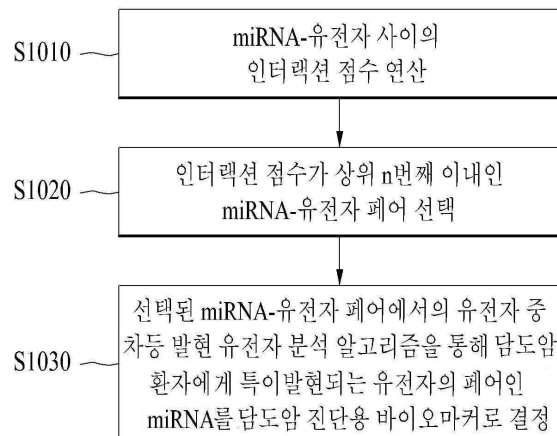 S1010
miRNA-유전자 사이의
인터랙션 점수 연산
S1020
인터랙션 점수가 상위 n번째 이내인
miRNA-유전자 페어 선택
S1030
선택된 miRNA-유전자 페어에서의 유전자 중
차등 발현 유전자 분석 알고리즘을 통해 담도암
환자에게 특이발현되는 유전자의 페어인
miRNA를 담도암 진단용 바이오마커로 결정